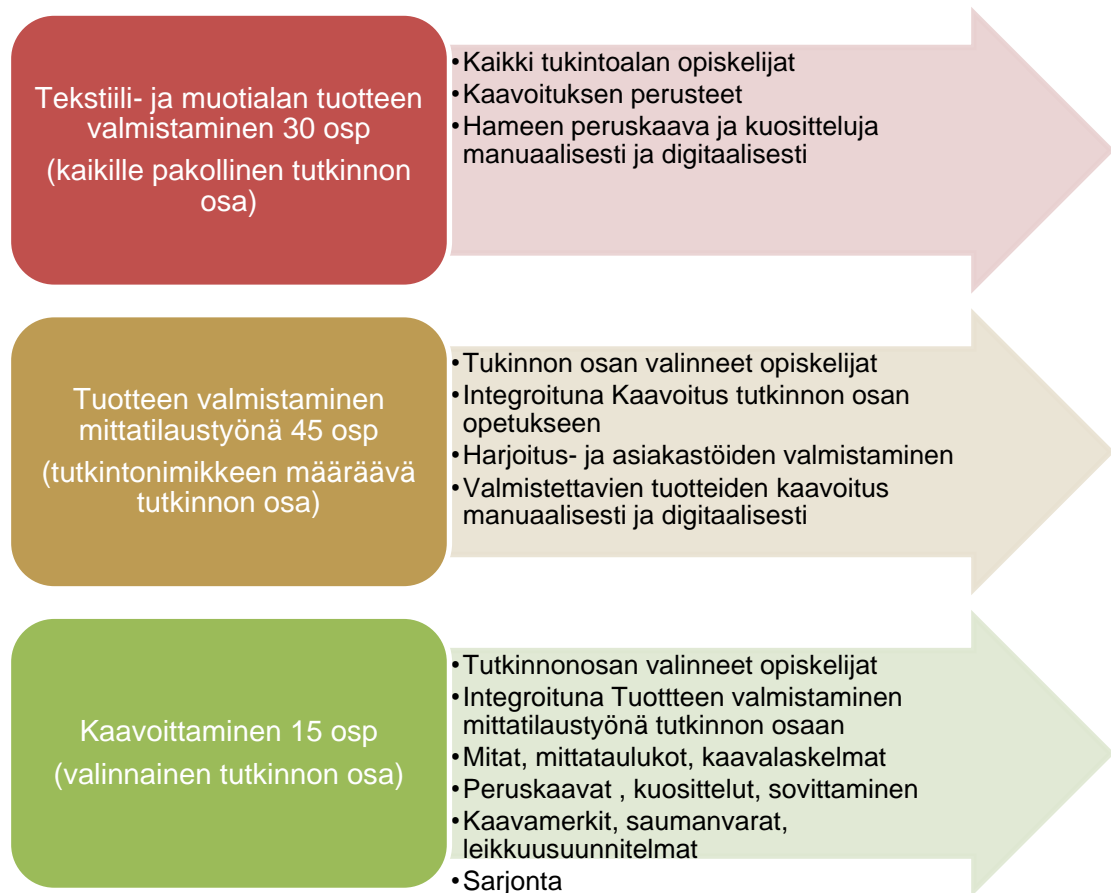 Tekstiili- ja muotialan tuotteen
valmistaminen 30 osp
(kaikille pakollinen tutkinnon
osa)
•Kaikki tukintoalan opiskelijat
•Kaavoituksen perusteet
•Hameen peruskaava ja kuositteluja
manuaalisesti ja digitaalisesti
Tuotteen valmistaminen
mittatilaustyönä 45 osp
(tutkintonimikkeen määräävä
tutkinnon osa)
•Tukinnon osan valinneet opiskelijat
•Integroituna Kaavoitus tutkinnon osan
opetukseen
•Harjoitus- ja asiakastöiden valmistaminen
•Valmistettavien tuotteiden kaavoitus
manuaalisesti ja digitaalisesti
Kaavoittaminen 15 osp
(valinnainen tutkinnon osa)
•Tutkinnonosan valinneet opiskelijat
•Integroituna Tuottteen valmistaminen
mittatilaustyönä tutkinnon osaan
•Mitat, mittataulukot, kaavalaskelmat
•Peruskaavat , kuosittelut, sovittaminen
•Kaavamerkit, saumanvarat,
leikkuusuunnitelmat
•Sarjonta